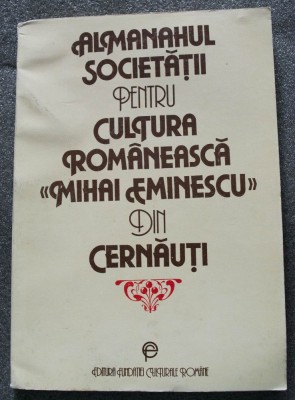 ALMANAHUL
SOCIETĂȚII
PENTRU
CULTURA
ROMÂNEASCĂ
«MIHAI EMINESCU»
DIN
CERNĂUȚI
EDITURA FUNDAȚIEI CULTURALE ROMÂNE